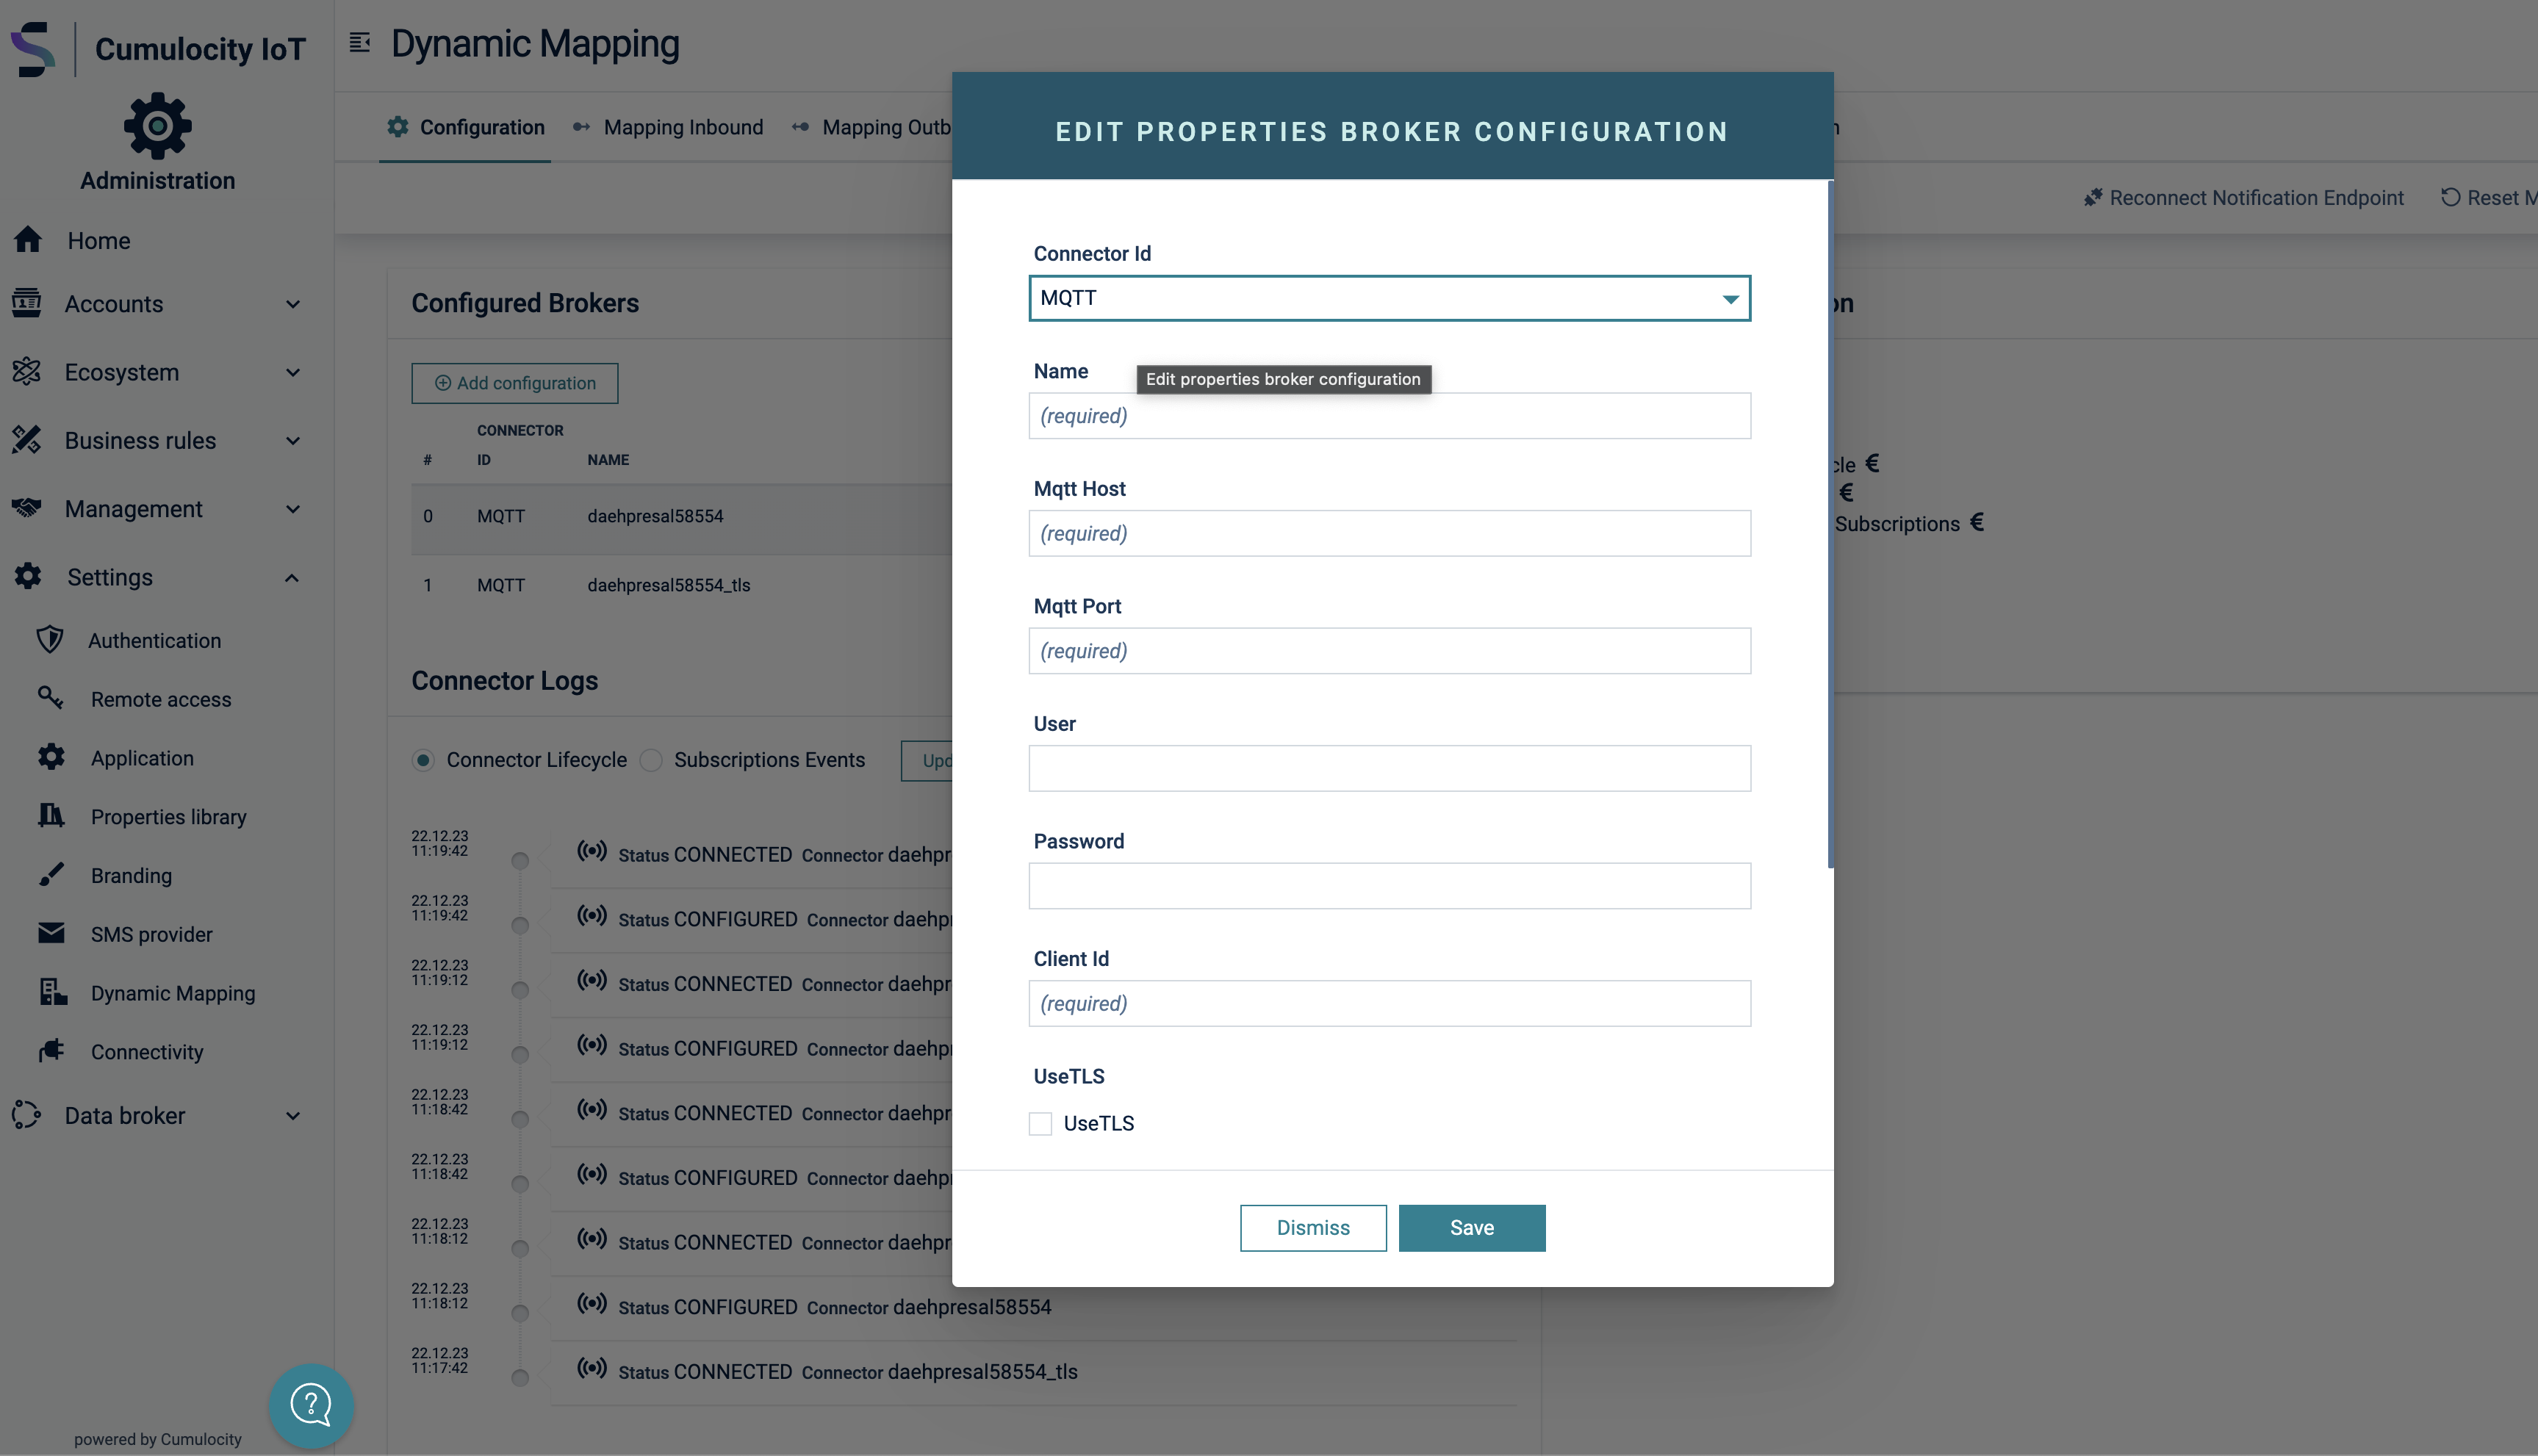 Cumulocity IoT
Administration
Home
Accounts
Ecosystem
Business rules
Management
Settings
Authentication
Remote access
Application
Properties library
Branding
SMS provider
Dynamic Mapping
Connectivity
Data broker
powered by Cumulocity
Dynamic Mapping
Configuration
Mapping Inbound
Mapping Outb
Reconnect Notification Endpoint
Reset M
Configured Brokers
Add configuration
# CONNECTOR ID NAME
0 MQTT daehpresal58554
1 MQTT daehpresal58554_tls
Connector Logs
Connector Lifecycle
Subscriptions Events
Upd
22.12.23
11:19:42
Status CONNECTED Connector daehpr
22.12.23
11:19:42
Status CONFIGURED Connector daehp
22.12.23
11:19:12
Status CONNECTED Connector daehpr
22.12.23
11:19:12
Status CONFIGURED Connector daehp
22.12.23
11:18:42
Status CONNECTED Connector daehpr
22.12.23
11:18:42
Status CONFIGURED Connector daehp
22.12.23
11:18:12
Status CONNECTED Connector daehpr
22.12.23
11:18:12
Status CONFIGURED Connector daehpresal58554
22.12.23
11:17:42
Status CONNECTED Connector daehpresal58554_tls
EDIT PROPERTIES BROKER CONFIGURATION
Connector Id
MQTT
Name
Edit properties broker configuration
(required)
Mqtt Host
(required)
Mqtt Port
(required)
User
Password
Client Id
(required)
UseTLS
UseTLS
Dismiss
Save
on
cle €
€
Subscriptions €